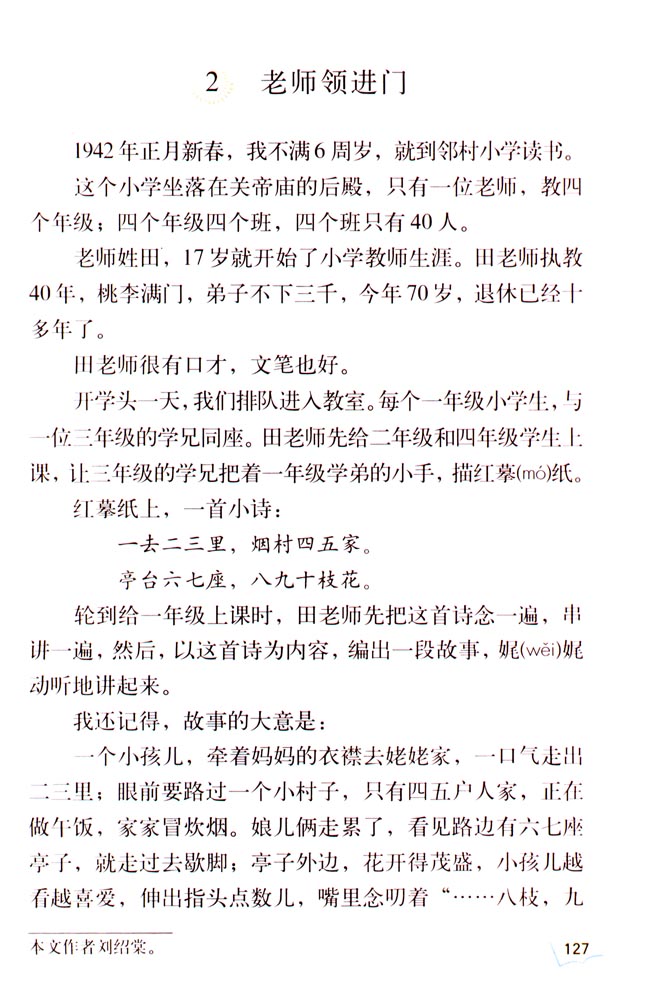 2 老师领进门
1942年正月新春，我不满6周岁，就到邻村小学读书。
这个小学坐落在关帝庙的后殿，只有一位老师，教四
个年级；四个年级四个班，四个班只有40人。
老师姓田，17岁就开始了小学教师生涯。田老师执教
40年，桃李满门，弟子不下三千，今年70岁，退休已经十
多年了。
田老师很有口才，文笔也好。
开学头一天，我们排队进入教室。每个一年级小学生，与
一位三年级的学兄同座。田老师先给二年级和四年级学生上
课，让三年级的学兄把着一年级学弟的小手，描红摹(mó)纸。
红摹纸上，一首小诗：
一去二三里，烟村四五家。
亭台六七座，八九十枝花。
轮到给一年级上课时，田老师先把这首诗念一遍，串
讲一遍，然后，以这首诗为内容，编出一段故事，娓(wěi)娓
动听地讲起来。
我还记得，故事的大意是：
一个小孩儿，牵着妈妈的衣襟去姥姥家，一口气走出
二三里；眼前要路过一个小村子，只有四五户人家，正在
做午饭，家家冒炊烟。娘儿俩走累了，看见路边有六七座
亭子，就走过去歇脚；亭子外边，花开得茂盛，小孩儿越
看越喜爱，伸出指头点数儿，嘴里念叨着“……八枝，九
本文作者刘绍棠。
127